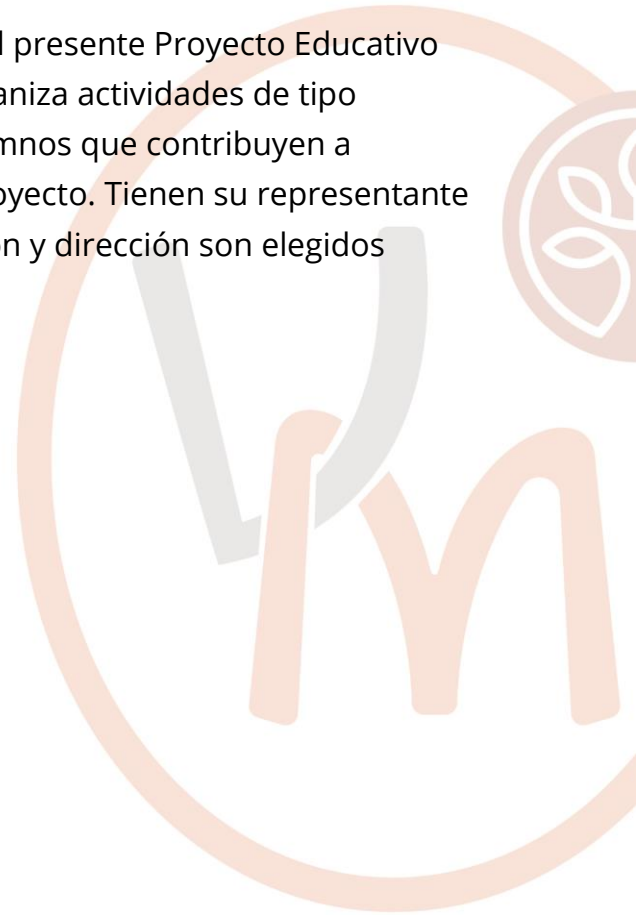 presente Proyecto Educativo
aniza actividades de tipo
mnos que contribuyen a
oyecto. Tienen su representante
n y dirección son elegidos